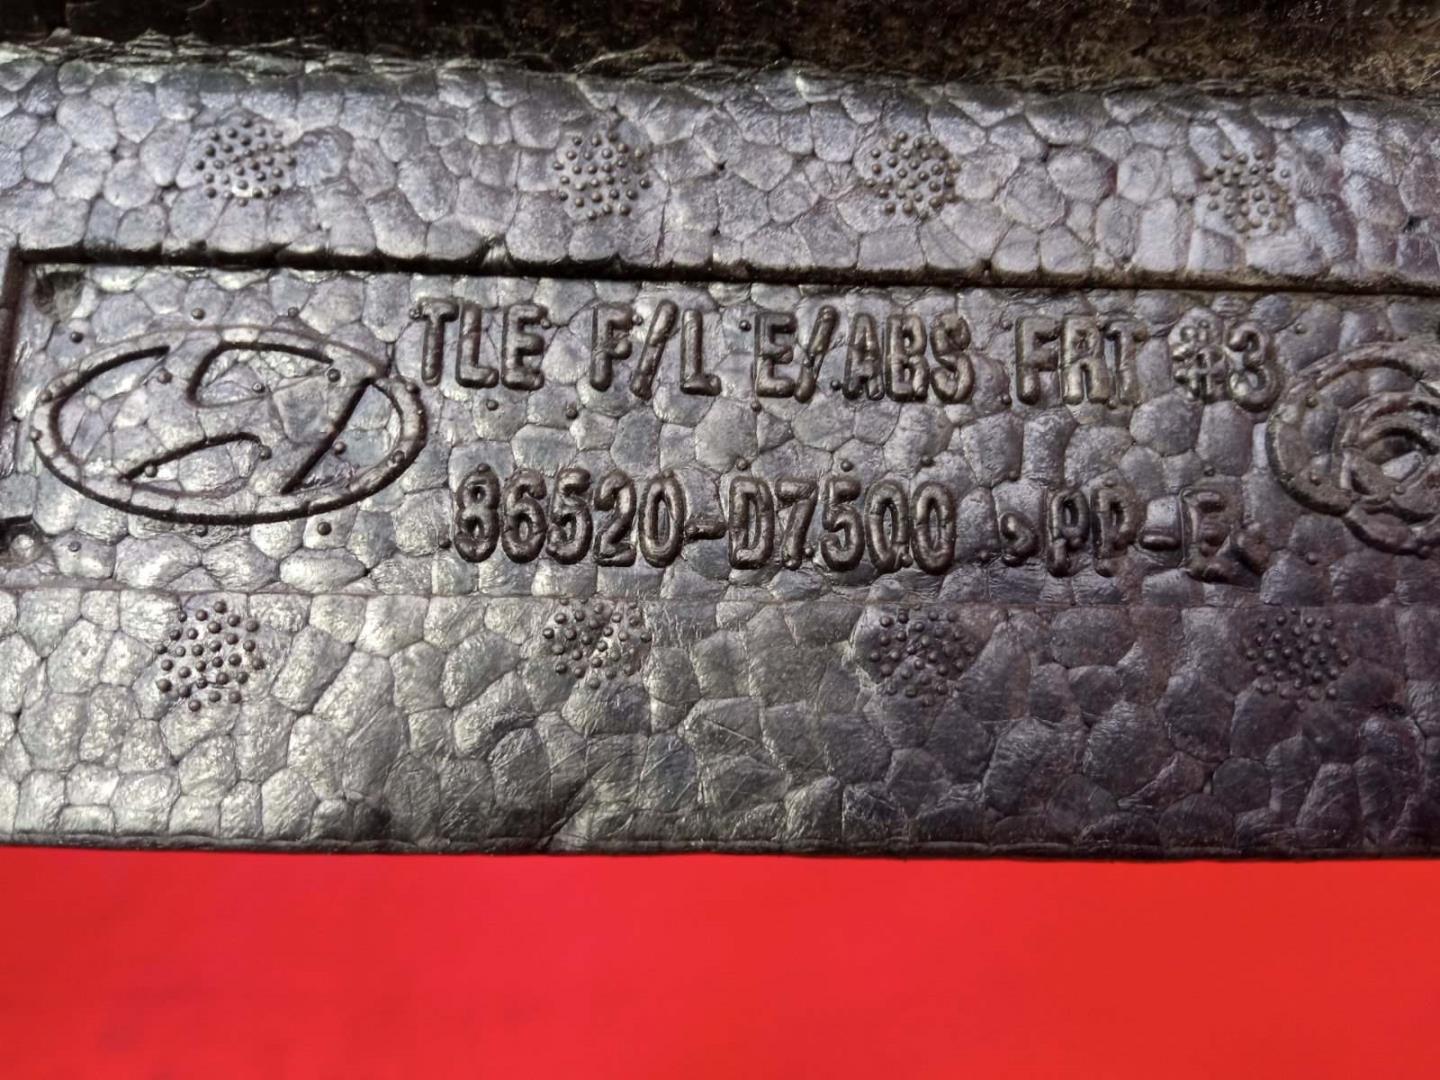 TLE F/L E/ABS FRT #3
86520-D7500 >PP-E<